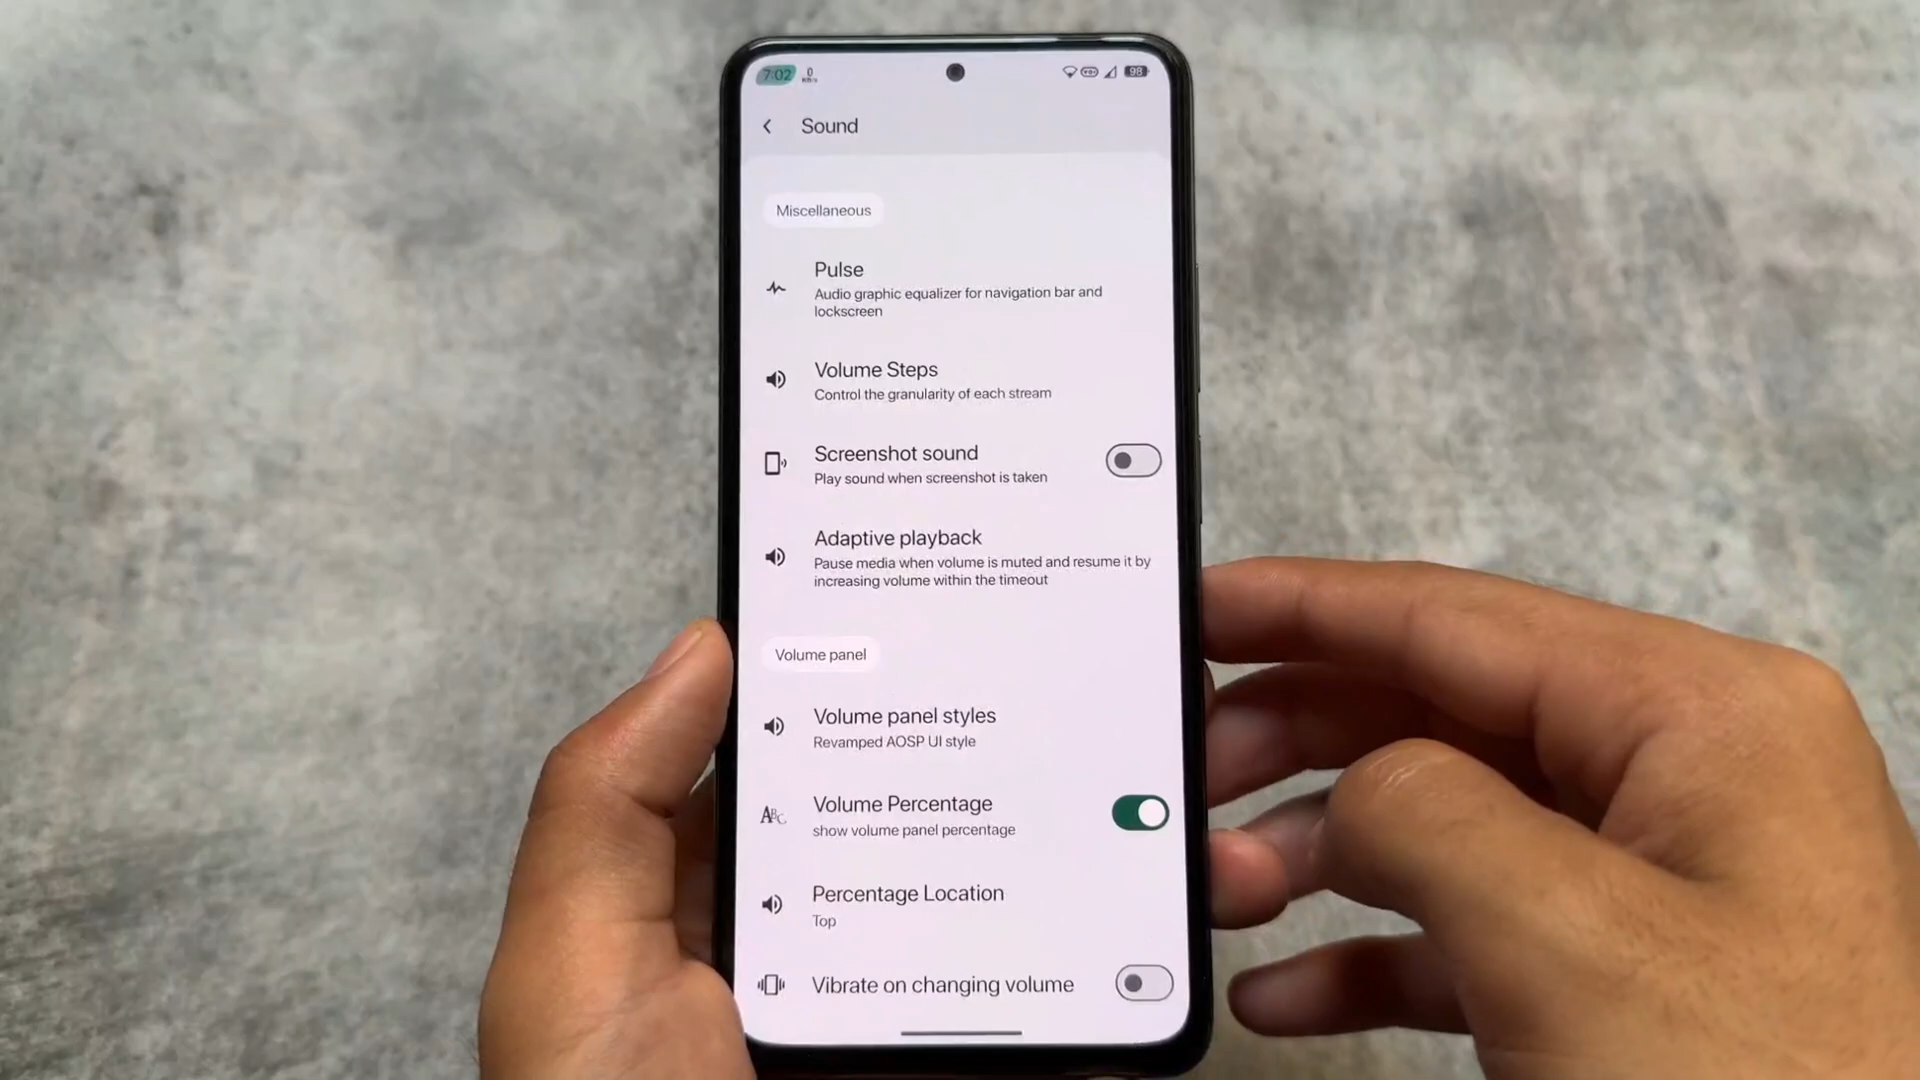 7:02 0 98
Sound
Miscellaneous
Pulse
Audio graphic equalizer for navigation bar and
lockscreen
Volume Steps
Control the granularity of each stream
Screenshot sound
Play sound when screenshot is taken
Adaptive playback
Pause media when volume is muted and resume it by
increasing volume within the timeout
Volume panel
Volume panel styles
Revamped AOSP UI style
ABC
Volume Percentage
show volume panel percentage
Percentage Location
Top
Vibrate on changing volume